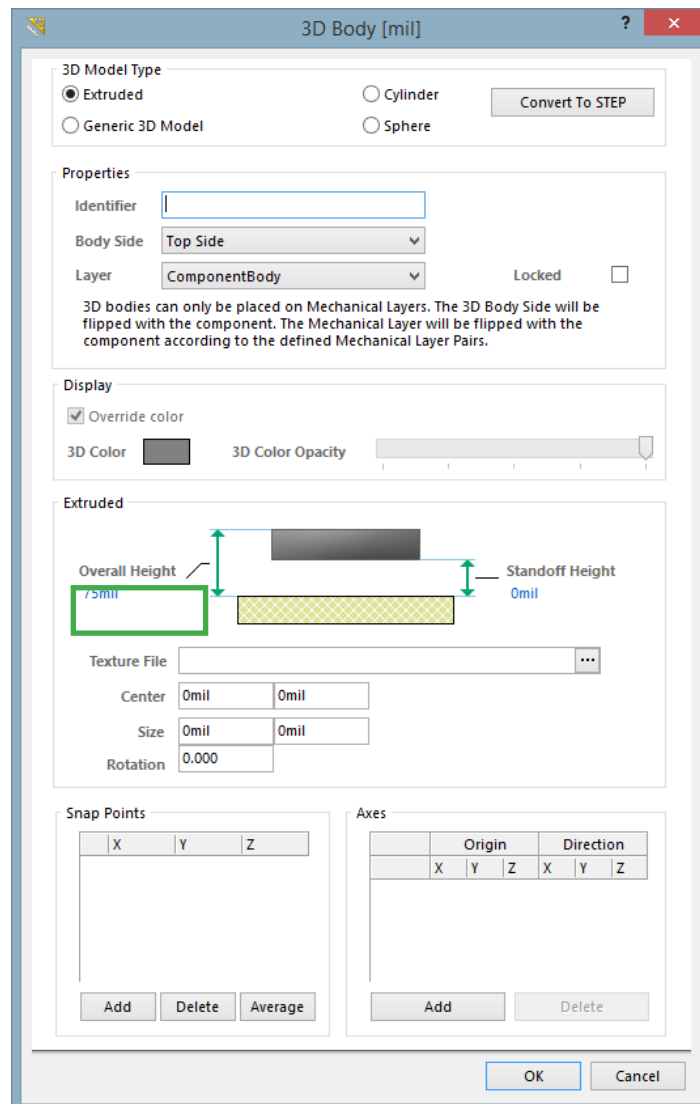 3D Body [mil]
?
3D Model Type
Extruded
Cylinder
Convert To STEP
Generic 3D Model
Sphere
Properties
Identifier
Body Side
Top Side
Layer
ComponentBody
Locked
3D bodies can only be placed on Mechanical Layers. The 3D Body Side will be
flipped with the component. The Mechanical Layer will be flipped with the
component according to the defined Mechanical Layer Pairs.
Display
Override color
3D Color
3D Color Opacity
Extruded
Overall Height
75mil
Standoff Height
0mil
Texture File
...
Center
0mil
0mil
Size
0mil
0mil
Rotation
0.000
Snap Points
X Y Z
Add
Delete
Average
Axes
Origin
Direction
X Y Z X Y Z
Add
Delete
OK
Cancel